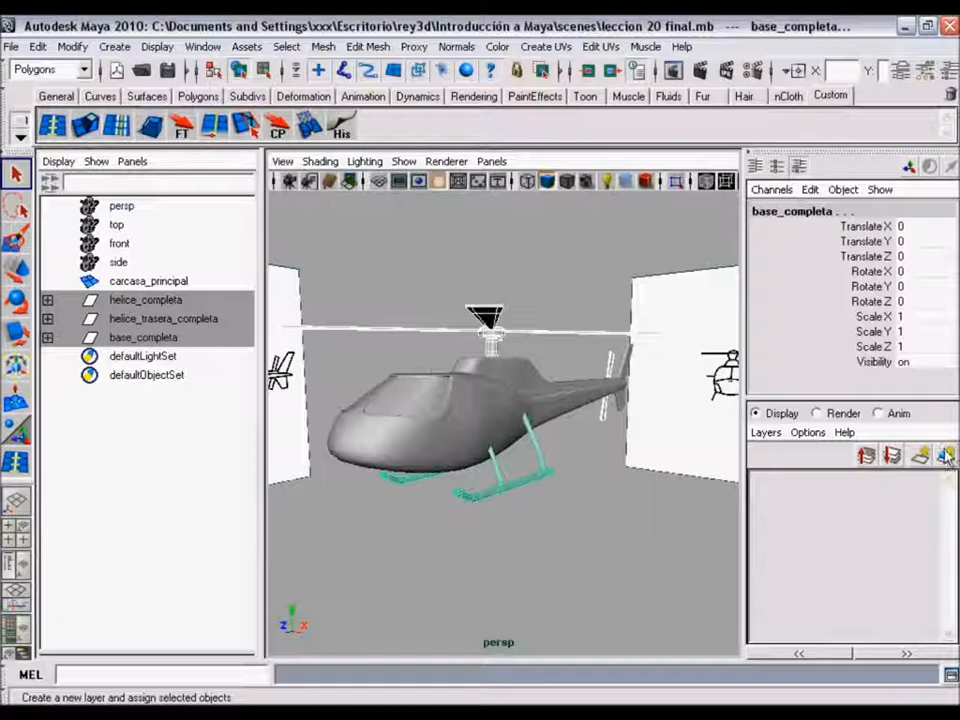 Autodesk Maya 2010: C:\Documents and Settings\xxx\Escritorio\rey3d\Introducción a Maya\scenes\leccion 20 final.mb --- base_completa...
File Edit Modify Create Display Window Assets Select Mesh Edit Mesh Proxy Normals Color Create UVs Edit UVs Muscle Help
Polygons X: Y:
General Curves Surfaces Polygons Subdivs Deformation Animation Dynamics Rendering PaintEffects Toon Muscle Fluids Fur Hair nCloth Custom
FT CP His
Display Show Panels
View Shading Lighting Show Renderer Panels
Channels Edit Object Show
base_completa . . .
Translate X 0
Translate Y 0
Translate Z 0
Rotate X 0
Rotate Y 0
Rotate Z 0
Scale X 1
Scale Y 1
Scale Z 1
Visibility on
persp
top
front
side
carcasa_principal
helice_completa
helice_trasera_completa
base_completa
defaultLightSet
defaultObjectSet
Display Render Anim
Layers Options Help
z x
persp
<< >>
MEL
Create a new layer and assign selected objects